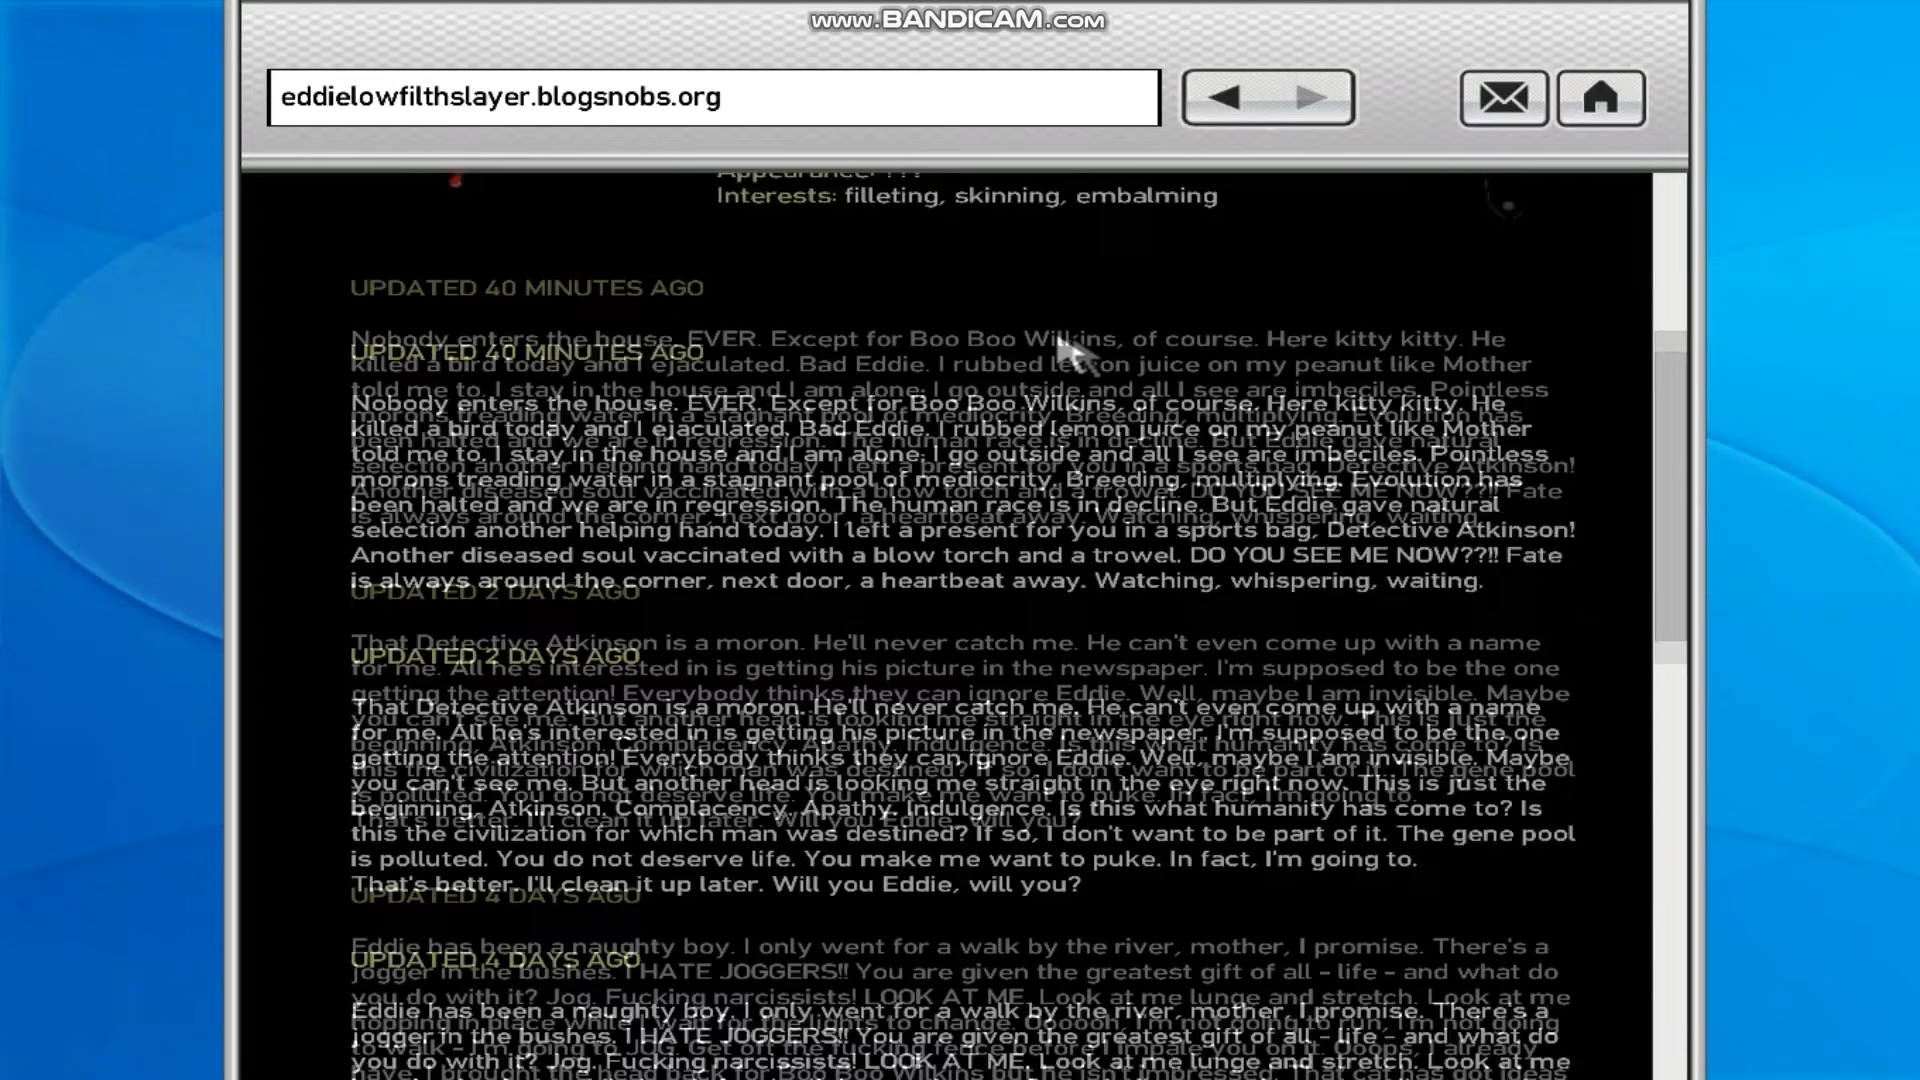 www.BANDICAM.com
eddielowfilthslayer.blogsnobs.org
Appearance: ???
Interests: filleting, skinning, embalming
UPDATED 40 MINUTES AGO
Nobody enters the house. EVER. Except for Boo Boo Wilkins, of course. Here kitty kitty. He
killed a bird today and I ejaculated. Bad Eddie. I rubbed lemon juice on my peanut like Mother
told me to. I stay in the house and I am alone. I go outside and all I see are imbeciles. Pointless
morons treading water in a stagnant pool of mediocrity. Breeding, multiplying. Evolution has
been halted and we are in regression. The human race is in decline. But Eddie gave natural
selection another helping hand today. I left a present for you in a sports bag, Detective Atkinson!
Another diseased soul vaccinated with a blow torch and a trowel. DO YOU SEE ME NOW??!! Fate
is always around the corner, next door, a heartbeat away. Watching, whispering, waiting.
UPDATED 2 DAYS AGO
That Detective Atkinson is a moron. He'll never catch me. He can't even come up with a name
for me. All he's interested in is getting his picture in the newspaper. I'm supposed to be the one
getting the attention! Everybody thinks they can ignore Eddie. Well, maybe I am invisible. Maybe
you can't see me. But another head is looking me straight in the eye right now. This is just the
beginning, Atkinson. Complacency. Apathy. Indulgence. Is this what humanity has come to? Is
this the civilization for which man was destined? If so, I don't want to be part of it. The gene pool
is polluted. You do not deserve life. You make me want to puke. In fact, I'm going to.
That's better. I'll clean it up later. Will you Eddie, will you?
UPDATED 4 DAYS AGO
Eddie has been a naughty boy. I only went for a walk by the river, mother, I promise. There's a
jogger in the bushes. I HATE JOGGERS!! You are given the greatest gift of all - life - and what do
you do with it? Jog. Fucking narcissists! LOOK AT ME. Look at me lunge and stretch. Look at me